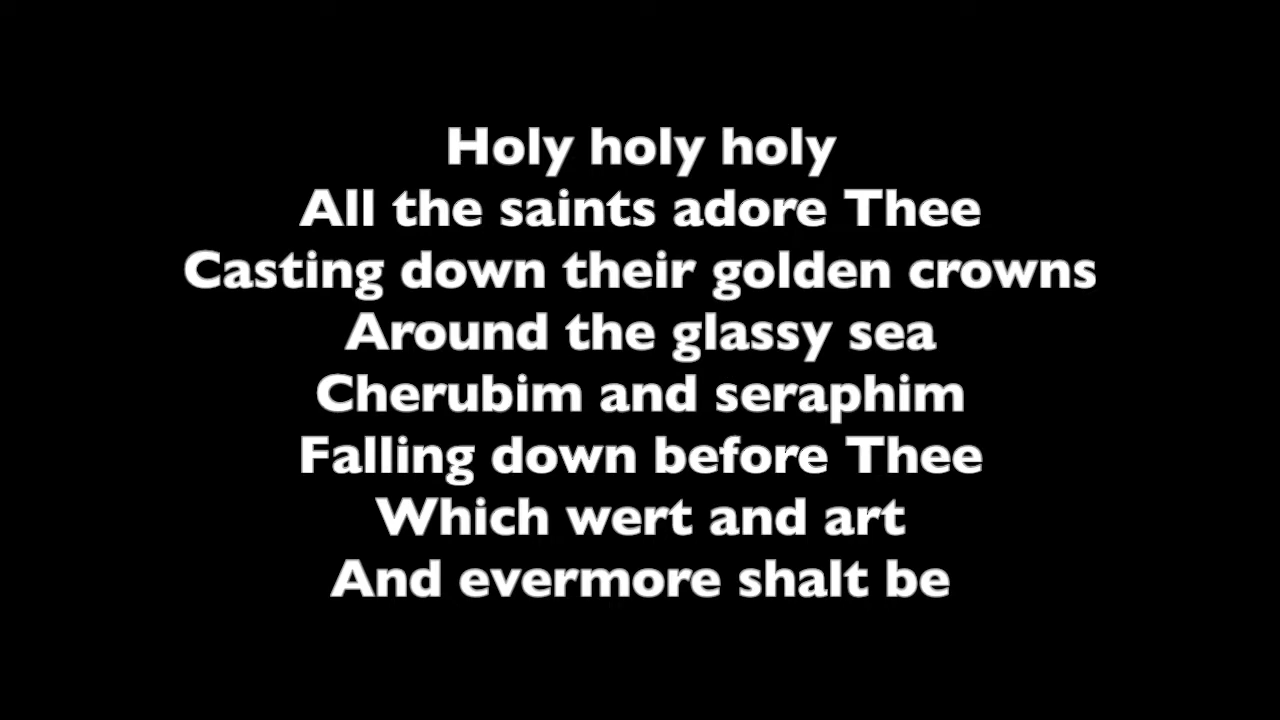 Holy holy holy
All the saints adore Thee
Casting down their golden crowns
Around the glassy sea
Cherubim and seraphim
Falling down before Thee
Which wert and art
And evermore shalt be